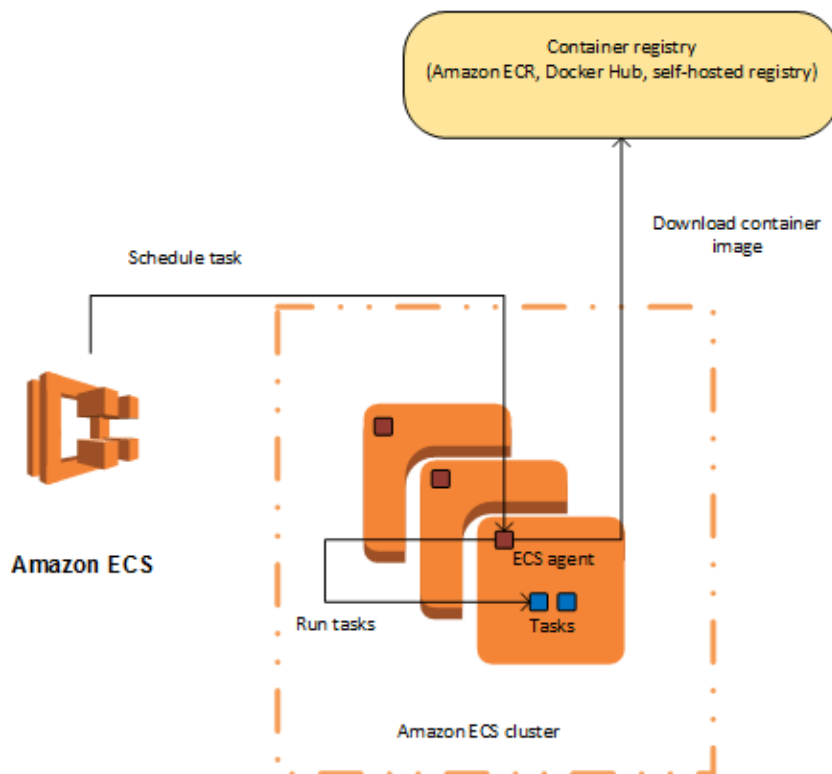 Container registry
(Amazon ECR, Docker Hub, self-hosted registry)
Download container
image
Schedule task
Amazon ECS
ECS agent
Run tasks
Tasks
Amazon ECS cluster